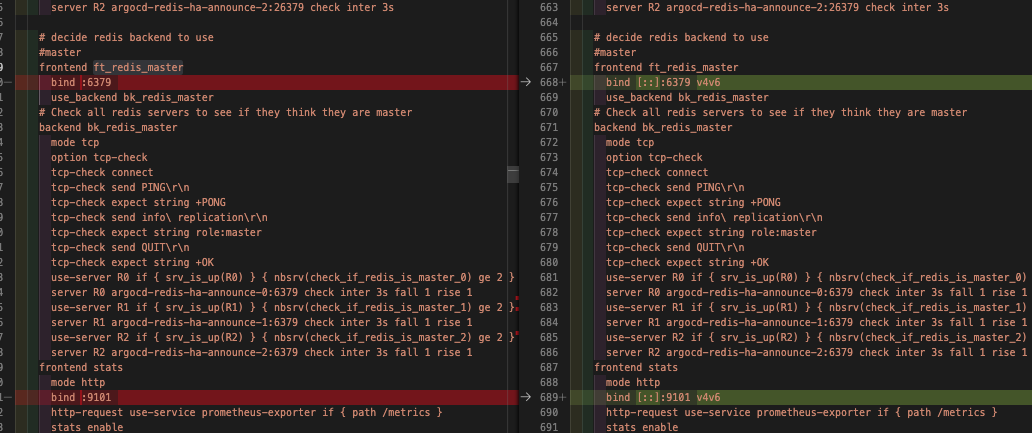 server R2 argocd-redis-ha-announce-2:26379 check inter 3s
# decide redis backend to use
#master
frontend ft_redis_master
bind :6379
use_backend bk_redis_master
# Check all redis servers to see if they think they are master
backend bk_redis_master
mode tcp
option tcp-check
tcp-check connect
tcp-check send PING\r\n
tcp-check expect string +PONG
tcp-check send info\ replication\r\n
tcp-check expect string role:master
tcp-check send QUIT\r\n
tcp-check expect string +OK
use-server R0 if { srv_is_up(R0) } { nbsrv(check_if_redis_is_master_0) ge 2 }
server R0 argocd-redis-ha-announce-0:6379 check inter 3s fall 1 rise 1
use-server R1 if { srv_is_up(R1) } { nbsrv(check_if_redis_is_master_1) ge 2 }
server R1 argocd-redis-ha-announce-1:6379 check inter 3s fall 1 rise 1
use-server R2 if { srv_is_up(R2) } { nbsrv(check_if_redis_is_master_2) ge 2 }
server R2 argocd-redis-ha-announce-2:6379 check inter 3s fall 1 rise 1
frontend stats
mode http
bind :9101
http-request use-service prometheus-exporter if { path /metrics }
stats enable
663 server R2 argocd-redis-ha-announce-2:26379 check inter 3s
664
665 # decide redis backend to use
666 #master
667 frontend ft_redis_master
668+ bind [::]:6379 v4v6
669 use_backend bk_redis_master
670 # Check all redis servers to see if they think they are master
671 backend bk_redis_master
672 mode tcp
673 option tcp-check
674 tcp-check connect
675 tcp-check send PING\r\n
676 tcp-check expect string +PONG
677 tcp-check send info\ replication\r\n
678 tcp-check expect string role:master
679 tcp-check send QUIT\r\n
680 tcp-check expect string +OK
681 use-server R0 if { srv_is_up(R0) } { nbsrv(check_if_redis_is_master_0)
682 server R0 argocd-redis-ha-announce-0:6379 check inter 3s fall 1 rise 1
683 use-server R1 if { srv_is_up(R1) } { nbsrv(check_if_redis_is_master_1)
684 server R1 argocd-redis-ha-announce-1:6379 check inter 3s fall 1 rise 1
685 use-server R2 if { srv_is_up(R2) } { nbsrv(check_if_redis_is_master_2)
686 server R2 argocd-redis-ha-announce-2:6379 check inter 3s fall 1 rise 1
687 frontend stats
688 mode http
689+ bind [::]:9101 v4v6
690 http-request use-service prometheus-exporter if { path /metrics }
691 stats enable